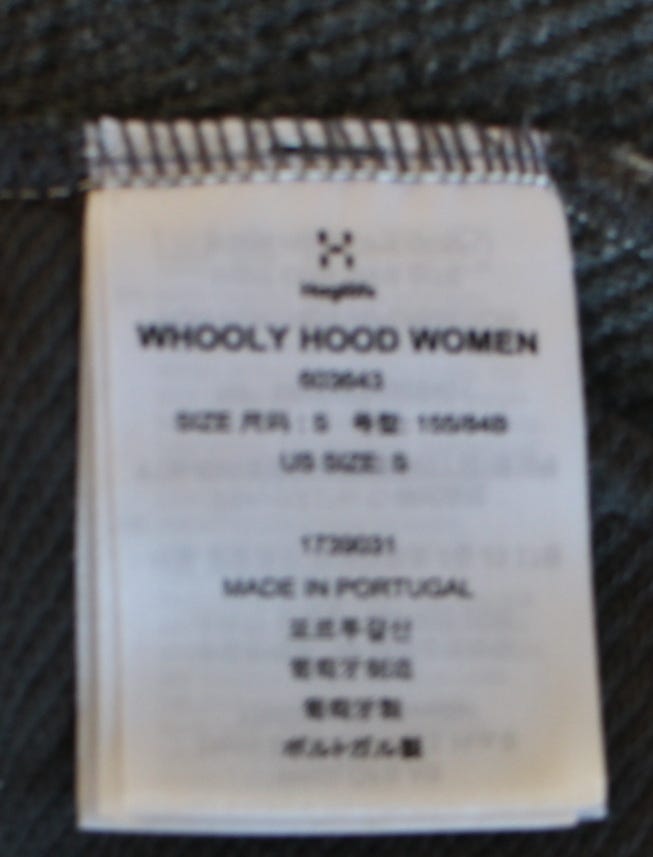 Haglöfs
WHOOLY HOOD WOMEN
603643
SIZE 尺码 : S 号型: 155/84B
US SIZE: S
1739031
MADE IN PORTUGAL
포르투갈산
葡萄牙制造
葡萄牙製
ポルトガル製